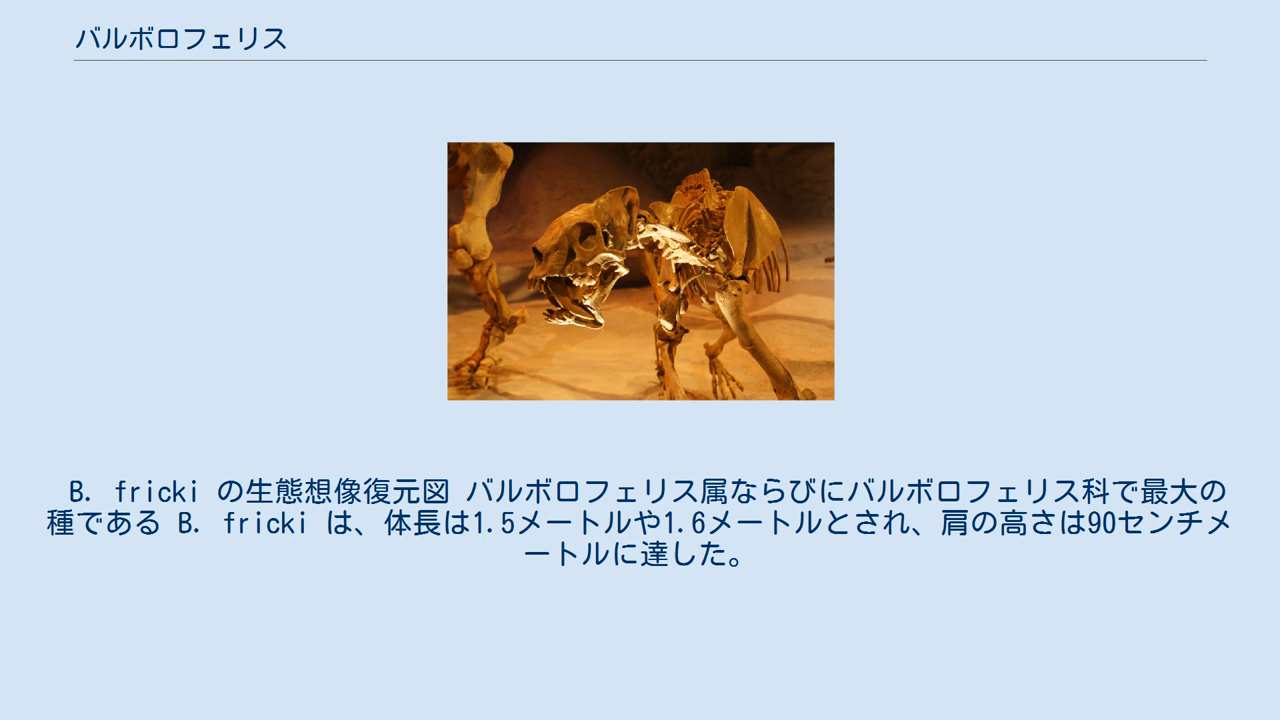 バルボロフェリス
B. fricki の生態想像復元図 バルボロフェリス属ならびにバルボロフェリス科で最大の
種である B. fricki は、体長は1.5メートルや1.6メートルとされ、肩の高さは90センチメ
ートルに達した。